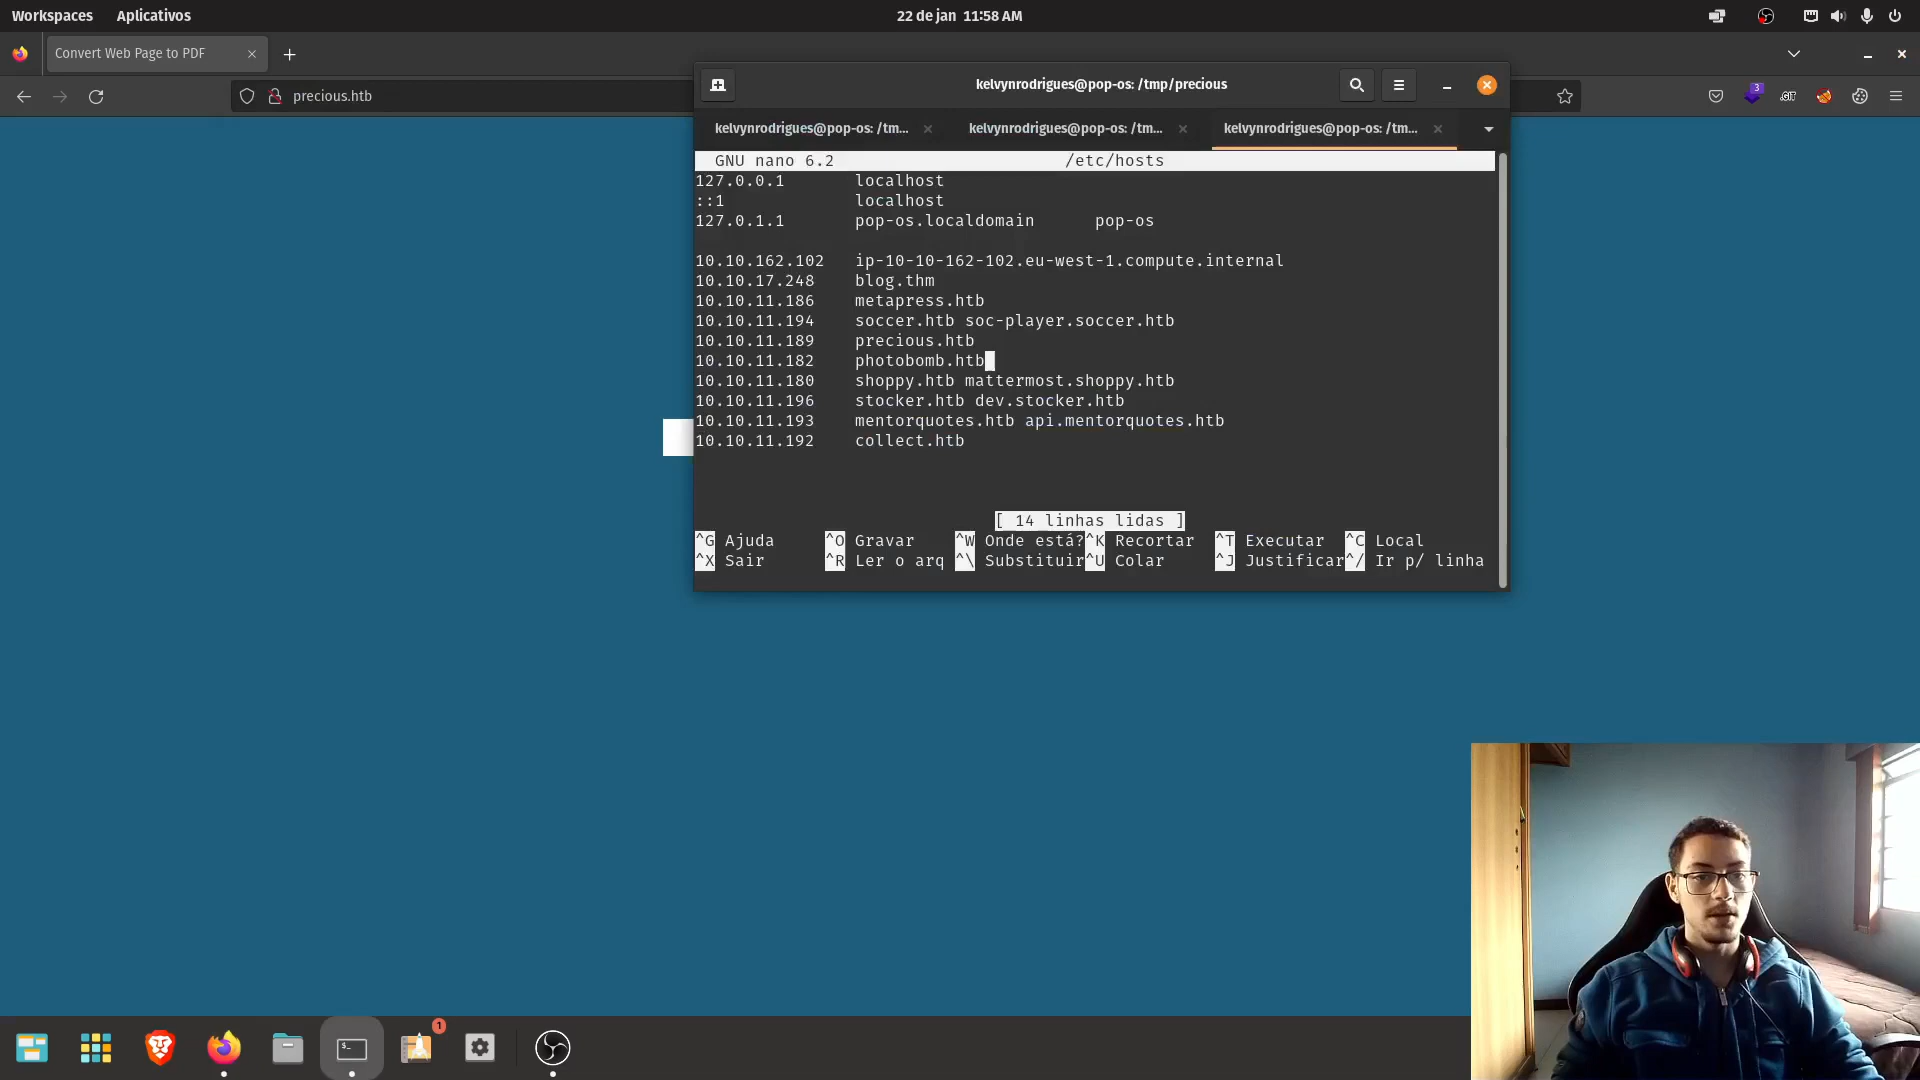 Workspaces Aplicativos 22 de jan 11:58 AM
Convert Web Page to PDF
precious.htb
3
.GIT
kelvynrodrigues@pop-os: /tmp/precious
kelvynrodrigues@pop-os: /tm... kelvynrodrigues@pop-os: /tm... kelvynrodrigues@pop-os: /tm...
GNU nano 6.2 /etc/hosts
127.0.0.1 localhost
::1 localhost
127.0.1.1 pop-os.localdomain pop-os
10.10.162.102 ip-10-10-162-102.eu-west-1.compute.internal
10.10.17.248 blog.thm
10.10.11.186 metapress.htb
10.10.11.194 soccer.htb soc-player.soccer.htb
10.10.11.189 precious.htb
10.10.11.182 photobomb.htb
10.10.11.180 shoppy.htb mattermost.shoppy.htb
10.10.11.196 stocker.htb dev.stocker.htb
10.10.11.193 mentorquotes.htb api.mentorquotes.htb
10.10.11.192 collect.htb
[ 14 linhas lidas ]
^G Ajuda ^O Gravar ^W Onde está? ^K Recortar ^T Executar ^C Local
^X Sair ^R Ler o arq ^\ Substituir ^U Colar ^J Justificar ^/ Ir p/ linha
1